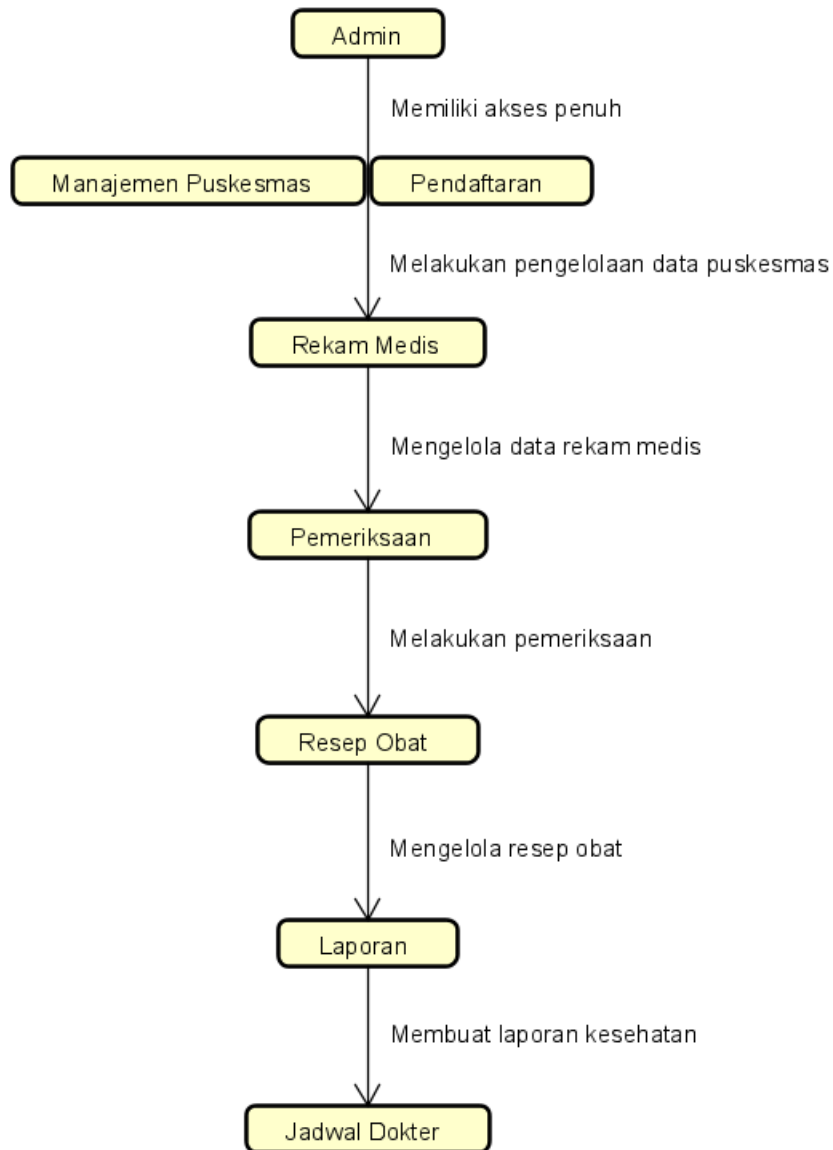 Admin
Memiliki akses penuh
Manajemen Puskesmas
Pendaftaran
Melakukan pengelolaan data puskesmas
Rekam Medis
Mengelola data rekam medis
Pemeriksaan
Melakukan pemeriksaan
Resep Obat
Mengelola resep obat
Laporan
Membuat laporan kesehatan
Jadwal Dokter